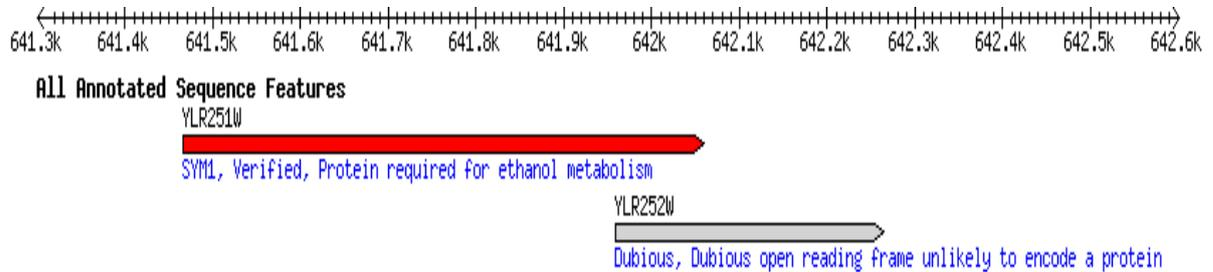 641.3k 641.4k 641.5k 641.6k 641.7k 641.8k 641.9k 642k 642.1k 642.2k 642.3k 642.4k 642.5k 642.6k
All Annotated Sequence Features
YLR251W
SYM1, Verified, Protein required for ethanol metabolism
YLR252W
Dubious, Dubious open reading frame unlikely to encode a protein